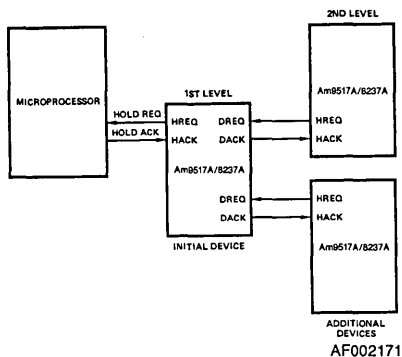 2ND LEVEL
1ST LEVEL
MICROPROCESSOR
Am9517A/8237A
HOLD REQ
HREQ
DREQ
HREQ
HOLD ACK
HACK
DACK
HACK
Am9517A/8237A
DREQ
HREQ
DACK
HACK
INITIAL DEVICE
Am9517A/8237A
ADDITIONAL
DEVICES
AF002171